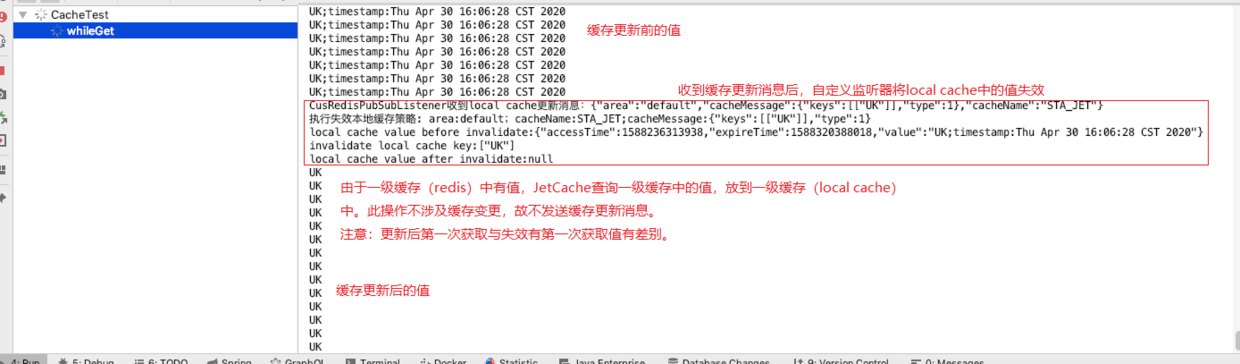 CacheTest
whileGet
UK;timestamp:Thu Apr 30 16:06:28 CST 2020
UK;timestamp:Thu Apr 30 16:06:28 CST 2020
UK;timestamp:Thu Apr 30 16:06:28 CST 2020
UK;timestamp:Thu Apr 30 16:06:28 CST 2020
UK;timestamp:Thu Apr 30 16:06:28 CST 2020
UK;timestamp:Thu Apr 30 16:06:28 CST 2020
UK;timestamp:Thu Apr 30 16:06:28 CST 2020
缓存更新前的值
收到缓存更新消息后，自定义监听器将local cache中的值失效
CusRedisPubSubListener收到local cache更新消息：{"area":"default","cacheMessage":{"keys":[["UK"]],"type":1},"cacheName":"STA_JET"}
执行失效本地缓存策略: area:default；cacheName:STA_JET;cacheMessage:{"keys":[["UK"]],"type":1}
local cache value before invalidate:{"accessTime":1588236313938,"expireTime":1588320388018,"value":"UK;timestamp:Thu Apr 30 16:06:28 CST 2020"}
invalidate local cache key:["UK"]
local cache value after invalidate:null
UK
UK
UK
UK
UK
UK
UK
UK
UK
UK
UK
UK
UK
UK
由于一级缓存（redis）中有值，JetCache查询一级缓存中的值，放到一级缓存（local cache）
中。此操作不涉及缓存变更，故不发送缓存更新消息。
注意：更新后第一次获取与失效有第一次获取值有差别。
缓存更新后的值
4: Run
5: Debug
6: TODO
Spring
GraphQL
Terminal
Docker
Statistic
Java Enterprise
Database Changes
9: Version Control
0: Messages